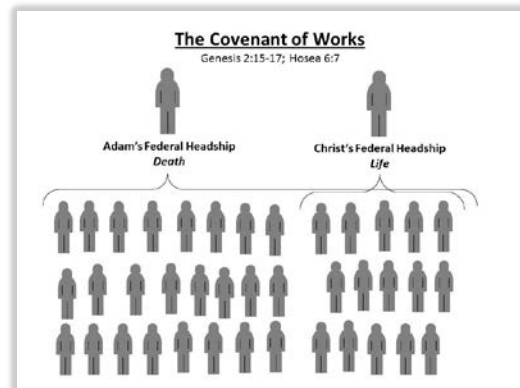 The Covenant of Works
Genesis 2:15-17; Hosea 6:7
Adam's Federal Headship
Death
Christ's Federal Headship
Life